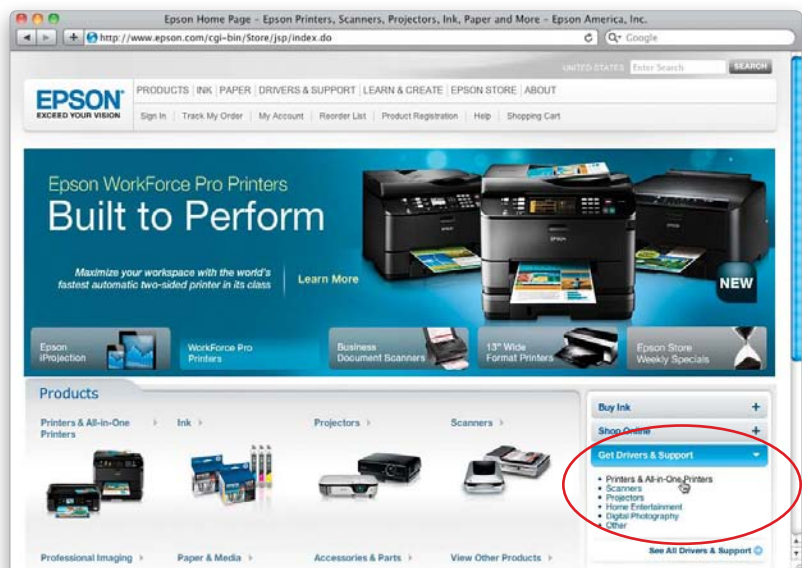 Epson Home Page - Epson Printers, Scanners, Projectors, Ink, Paper and More - Epson America, Inc.
http://www.epson.com/cgi-bin/Store/jsp/index.do
Google
UNITED STATES Enter Search SEARCH
EPSON
EXCEED YOUR VISION
PRODUCTS | INK | PAPER | DRIVERS & SUPPORT | LEARN & CREATE | EPSON STORE | ABOUT
Sign In | Track My Order | My Account | Reorder List | Product Registration | Help | Shopping Cart
Epson WorkForce Pro Printers
Built to Perform
Maximize your workspace with the world's
fastest automatic two-sided printer in its class
Learn More
NEW
Epson
iProjection
WorkForce Pro
Printers
Business
Document Scanners
13" Wide
Format Printers
Epson Store
Weekly Specials
Products
Printers & All-in-One
Printers
Ink
Projectors
Scanners
Professional Imaging
Paper & Media
Accessories & Parts
View Other Products
Buy Ink +
Shop Online +
Get Drivers & Support
• Printers & All-in-One Printers
• Scanners
• Projectors
• Home Entertainment
• Digital Photography
• Other
See All Drivers & Support